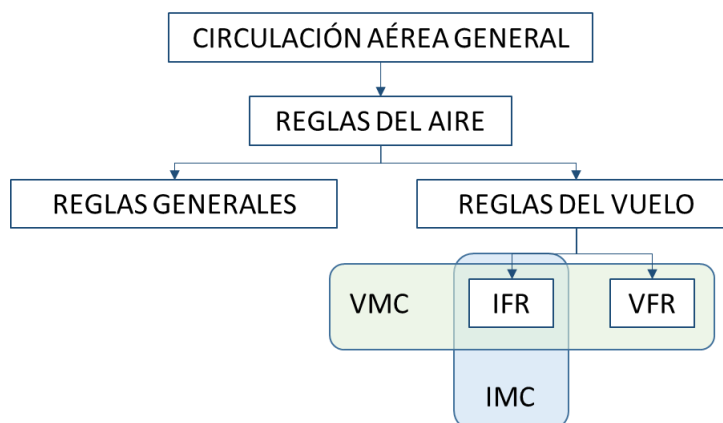 CIRCULACIÓN AÉREA GENERAL
REGLAS DEL AIRE
REGLAS GENERALES
REGLAS DEL VUELO
VMC
IFR
VFR
IMC